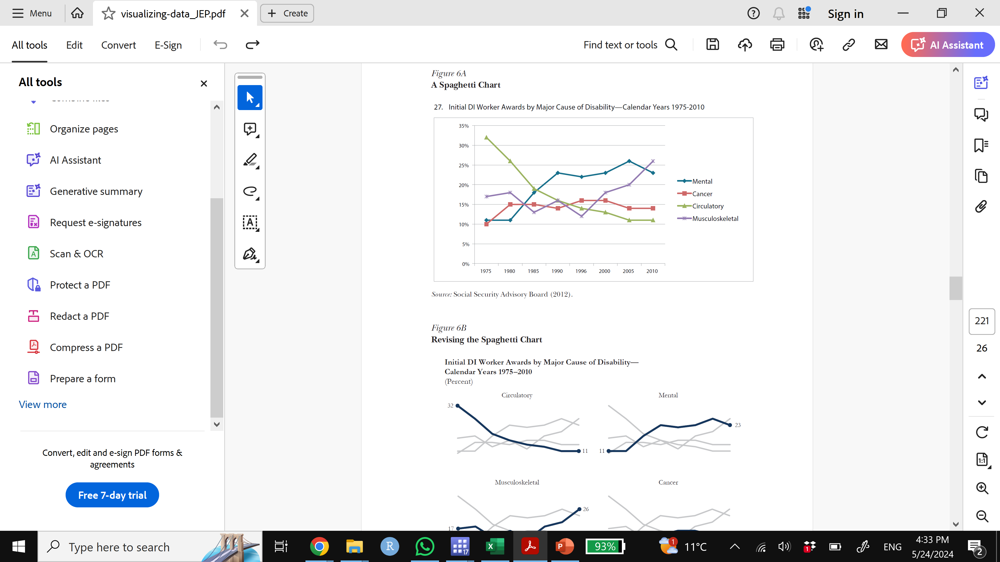 Menu
visualizing-data_JEP.pdf
Create
Sign in
All tools
Edit
Convert
E-Sign
Find text or tools
AI Assistant
All tools
Organize pages
AI Assistant
Generative summary
Request e-signatures
Scan & OCR
Protect a PDF
Redact a PDF
Compress a PDF
Prepare a form
View more
Convert, edit and e-sign PDF forms &
agreements
Free 7-day trial
Figure 6A
A Spaghetti Chart
27. Initial DI Worker Awards by Major Cause of Disability—Calendar Years 1975-2010
35%
30%
25%
20%
15%
10%
5%
0%
1975 1980 1985 1990 1996 2000 2005 2010
Mental
Cancer
Circulatory
Musculoskeletal
Source: Social Security Advisory Board (2012).
Figure 6B
Revising the Spaghetti Chart
Initial DI Worker Awards by Major Cause of Disability—
Calendar Years 1975–2010
(Percent)
Circulatory
32
11
Mental
11
23
Musculoskeletal
17
26
Cancer
221
26
1:1
Type here to search
R
17
X
P
93%
1
11°C
1
ENG
4:33 PM
5/24/2024
2